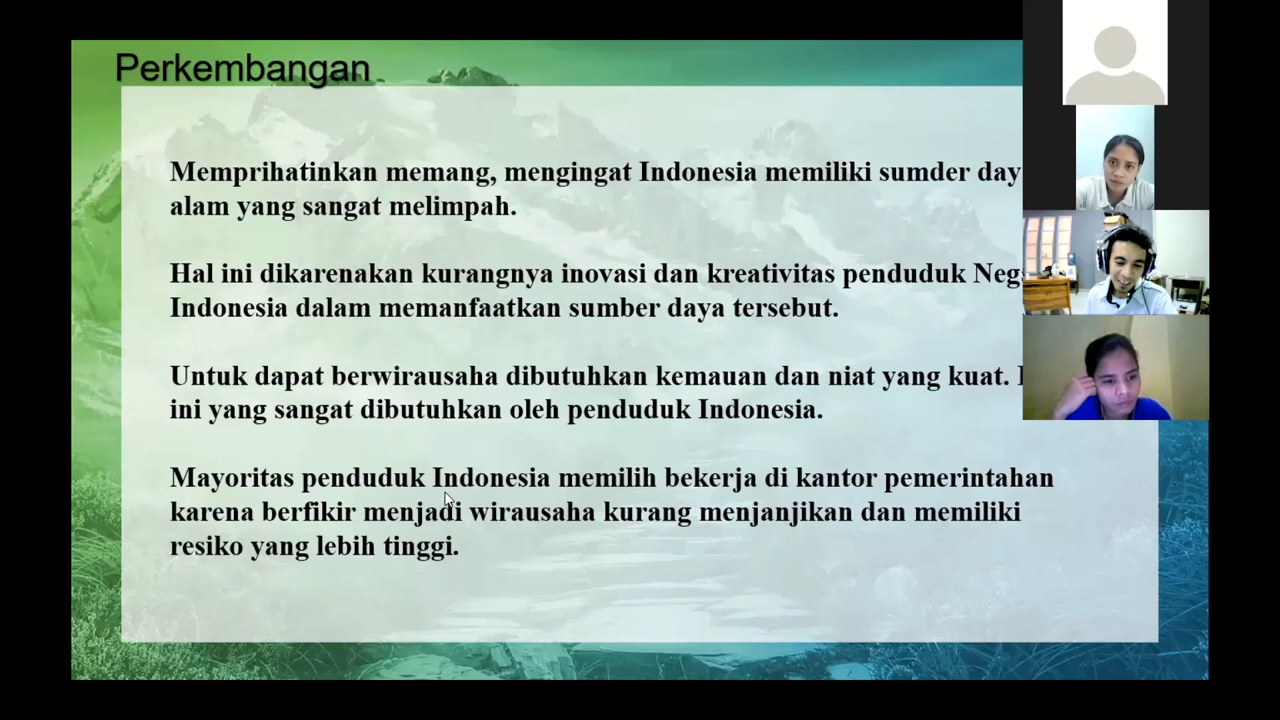 Perkembangan
Memprihatinkan memang, mengingat Indonesia memiliki sumder day
alam yang sangat melimpah.
Hal ini dikarenakan kurangnya inovasi dan kreativitas penduduk
Indonesia dalam memanfaatkan sumber daya tersebut.
Untuk dapat berwirausaha dibutuhkan kemauan dan niat yang kuat.
ini yang sangat dibutuhkan oleh penduduk Indonesia.
Mayoritas penduduk Indonesia memilih bekerja di kantor pemerintahan
karena berfikir menjadi wirausaha kurang menjanjikan dan memiliki
resiko yang lebih tinggi.